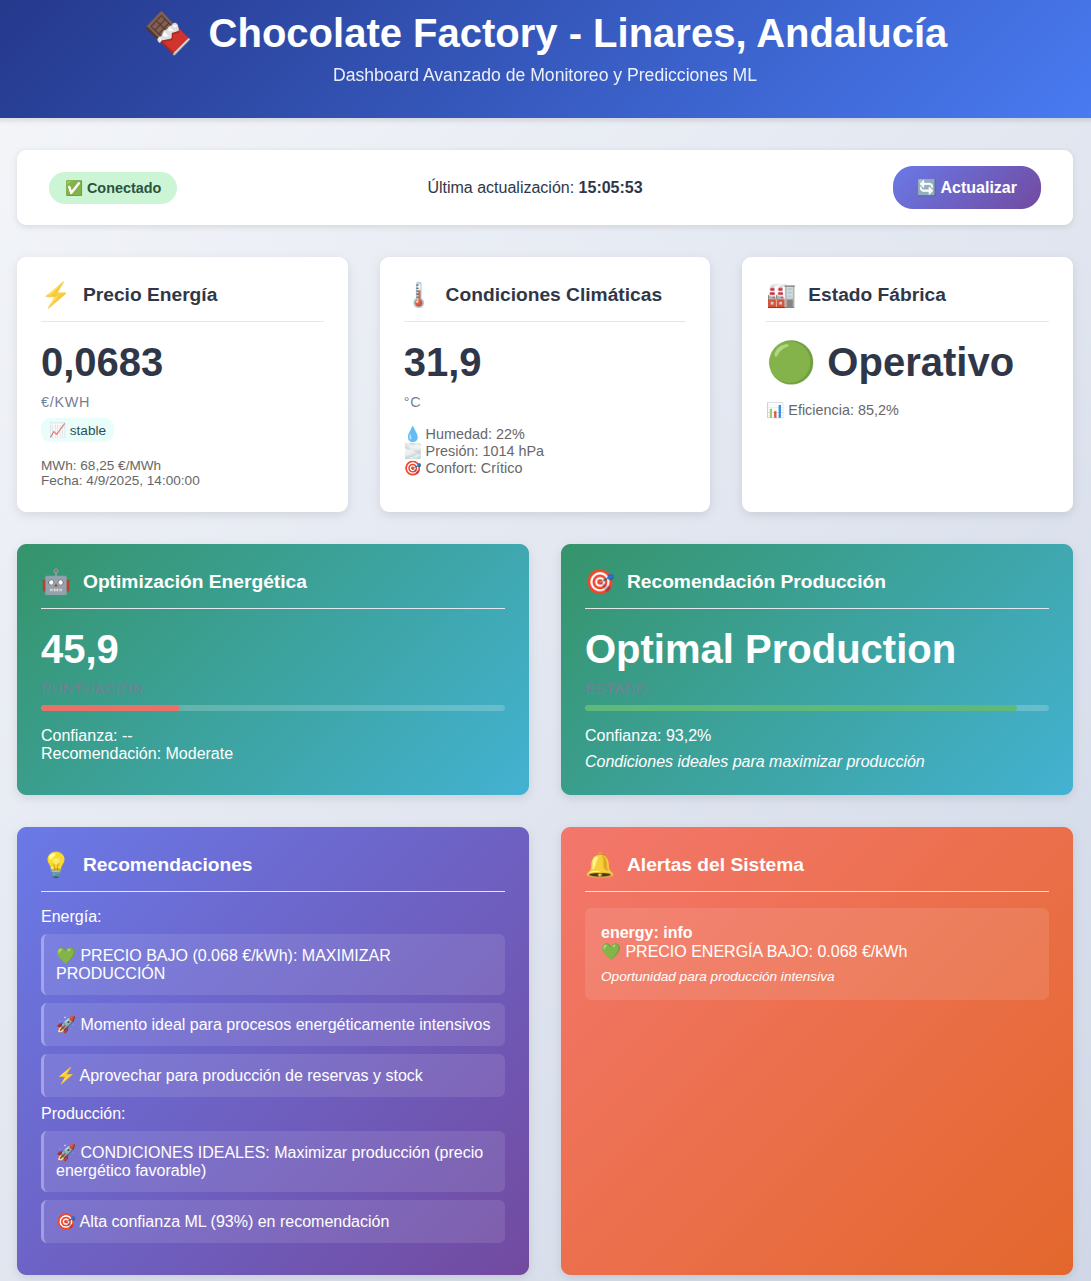 🍫 Chocolate Factory - Linares, Andalucía
Dashboard Avanzado de Monitoreo y Predicciones ML
✅ Conectado
Última actualización: 15:05:53
🔄 Actualizar
⚡ Precio Energía
0,0683
€/KWH
📈 stable
MWh: 68,25 €/MWh
Fecha: 4/9/2025, 14:00:00
🌡️ Condiciones Climáticas
31,9
°C
💧 Humedad: 22%
🌫️ Presión: 1014 hPa
🎯 Confort: Crítico
🏭 Estado Fábrica
🟢 Operativo
📊 Eficiencia: 85,2%
🤖 Optimización Energética
45,9
PUNTUACIÓN
Confianza: --
Recomendación: Moderate
🎯 Recomendación Producción
Optimal Production
ESTADO
Confianza: 93,2%
Condiciones ideales para maximizar producción
💡 Recomendaciones
Energía:
💚 PRECIO BAJO (0.068 €/kWh): MAXIMIZAR
PRODUCCIÓN
🚀 Momento ideal para procesos energéticamente intensivos
⚡ Aprovechar para producción de reservas y stock
Producción:
🚀 CONDICIONES IDEALES: Maximizar producción (precio
energético favorable)
🎯 Alta confianza ML (93%) en recomendación
🔔 Alertas del Sistema
energy: info
💚 PRECIO ENERGÍA BAJO: 0.068 €/kWh
Oportunidad para producción intensiva